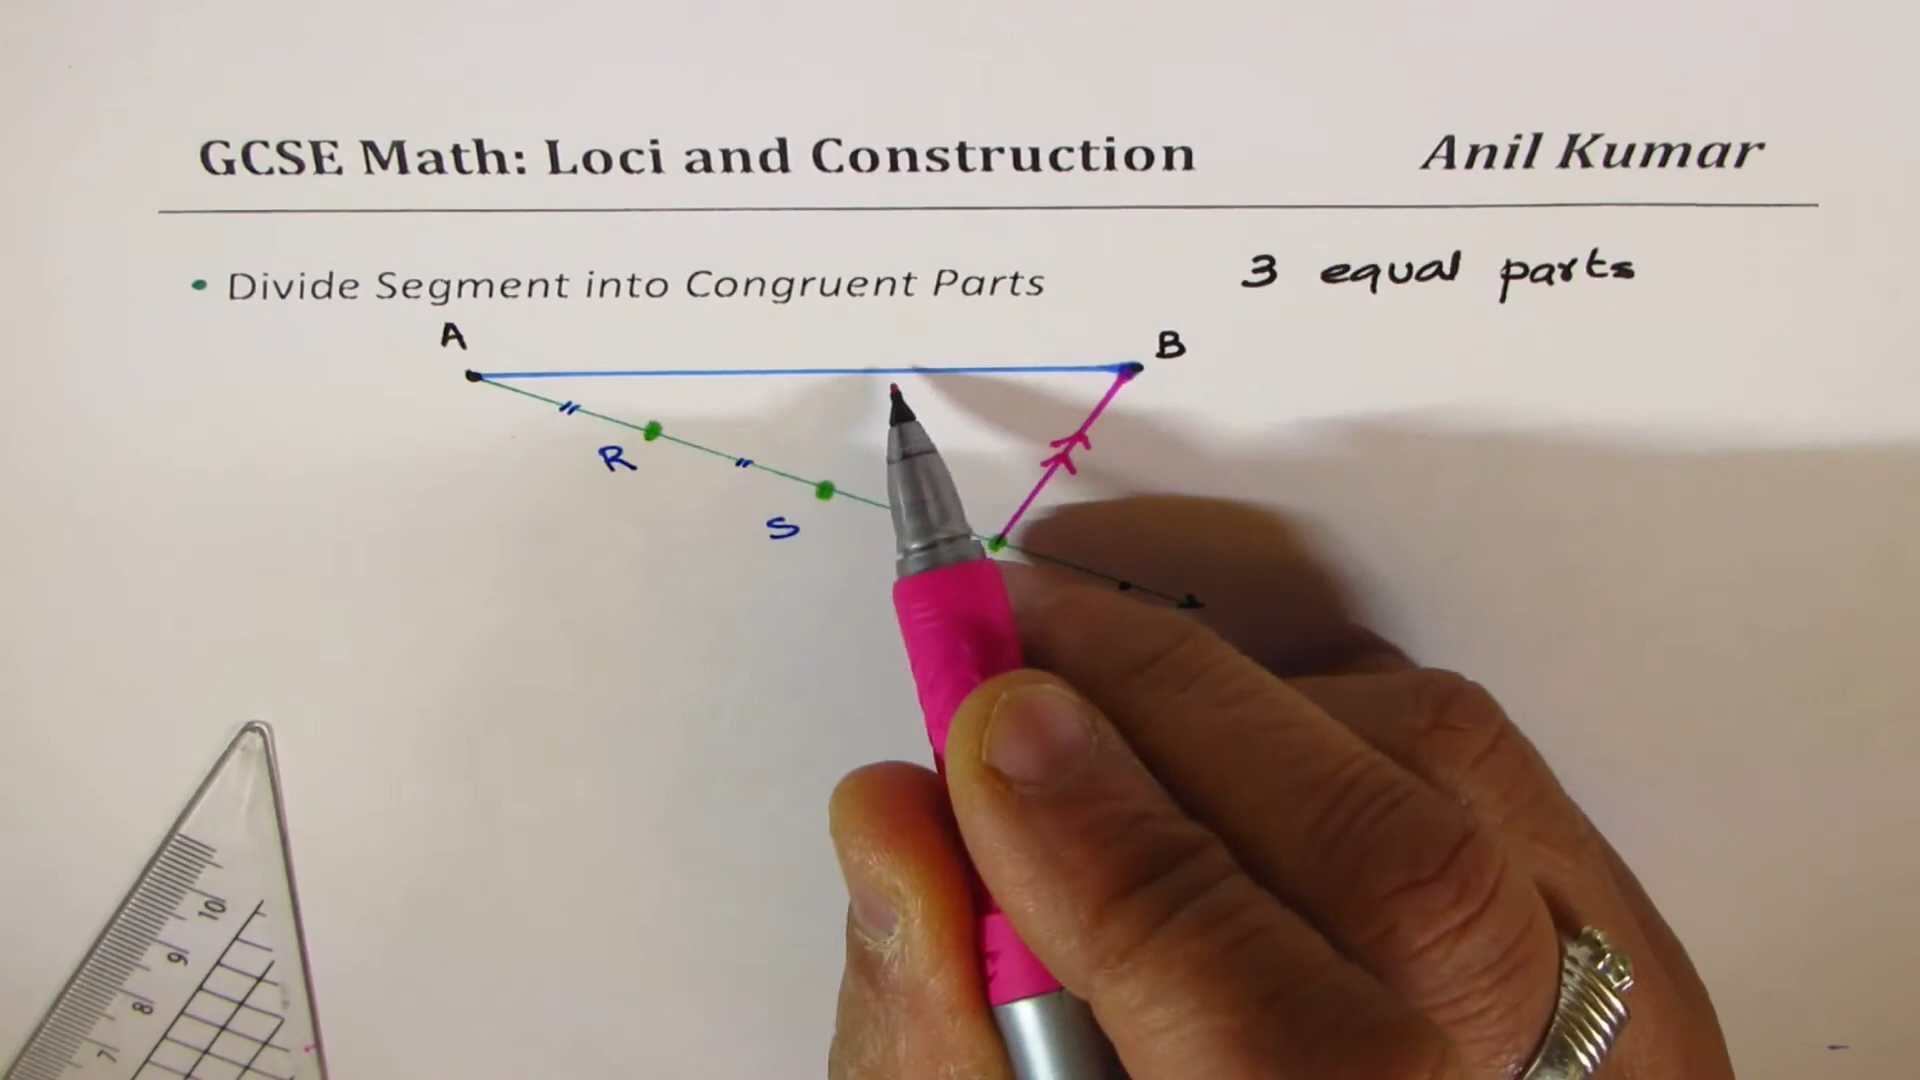 GCSE Math: Loci and Construction Anil Kumar
• Divide Segment into Congruent Parts 3 equal parts
A B
R
S
10
9
8
7